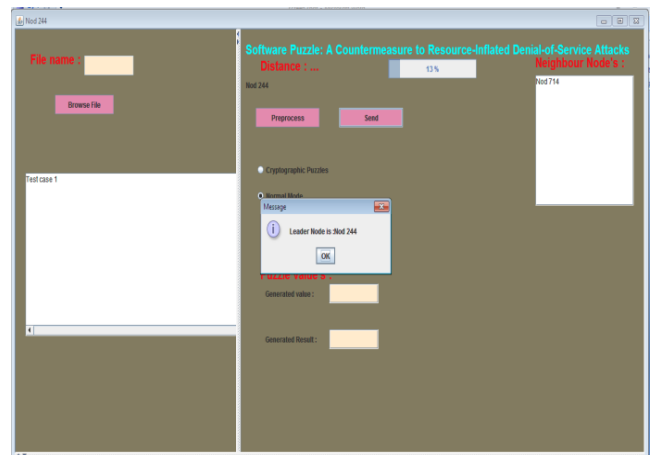 Nod 244
File name :
Browse File
Test case 1
Software Puzzle: A Countermeasure to Resource-Inflated Denial-of-Service Attacks
Distance : ....
13%
Neighbour Node's :
Nod 244
Nod 714
Preprocess
Send
Cryptographic Puzzles
Normal Mode
Message
Leader Node is :Nod 244
OK
Puzzle Value's :
Generated value :
Generated Result :